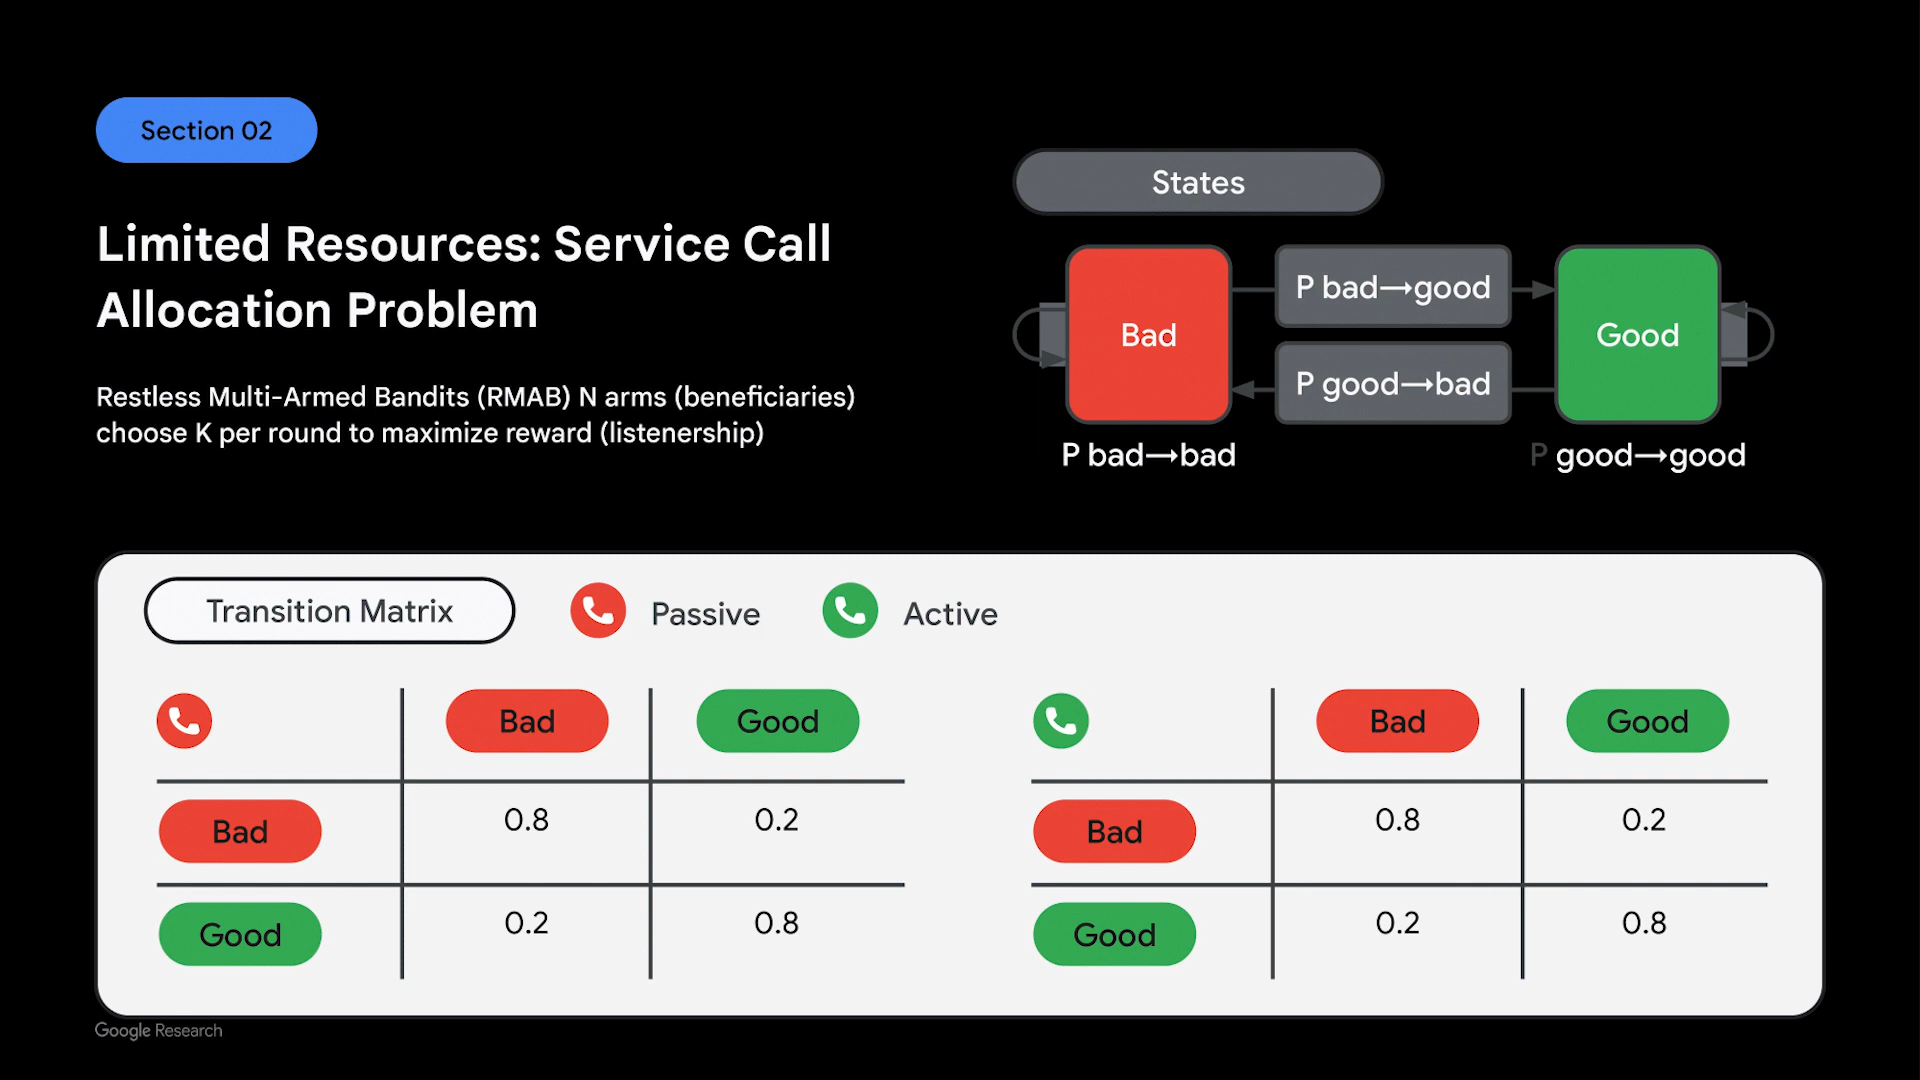 Section 02
Limited Resources: Service Call
Allocation Problem
Restless Multi-Armed Bandits (RMAB) N arms (beneficiaries)
choose K per round to maximize reward (listenership)
States
Bad
P bad→good
P good→bad
Good
P bad→bad
P good→good
Transition Matrix
Passive
Active
Bad Good
Bad 0.8 0.2
Good 0.2 0.8
Bad Good
Bad 0.8 0.2
Good 0.2 0.8
Google Research